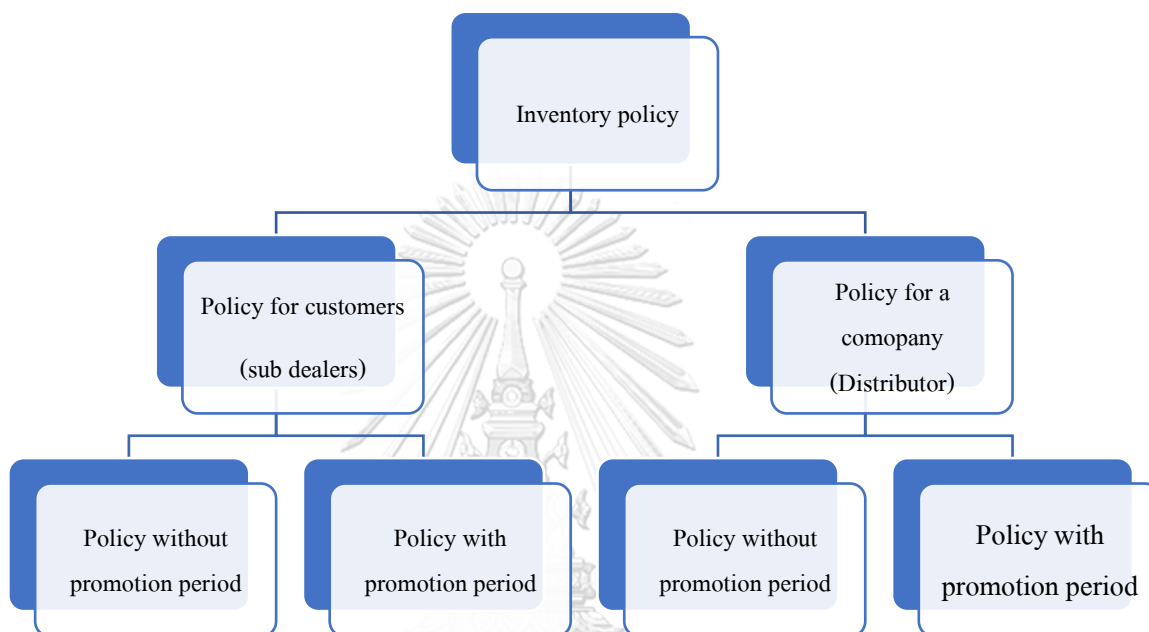 Inventory policy
Policy for customers
(sub dealers)
Policy for a
comopany
(Distributor)
Policy without
promotion period
Policy with
promotion period
Policy without
promotion period
Policy with
promotion period